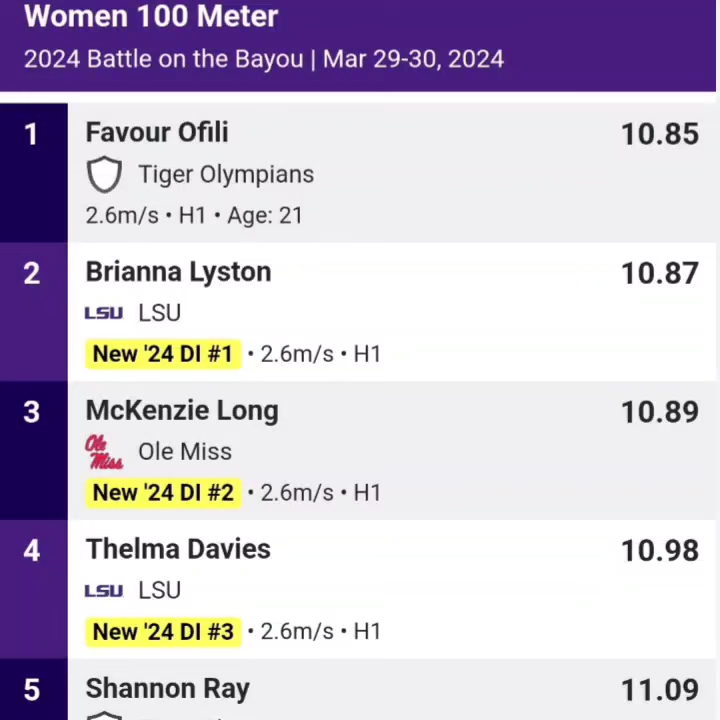 Women 100 Meter
2024 Battle on the Bayou | Mar 29-30, 2024
1 Favour Ofili 10.85
Tiger Olympians
2.6m/s • H1 • Age: 21
2 Brianna Lyston 10.87
LSU LSU
New '24 DI #1 • 2.6m/s • H1
3 McKenzie Long 10.89
Ole Miss Ole Miss
New '24 DI #2 • 2.6m/s • H1
4 Thelma Davies 10.98
LSU LSU
New '24 DI #3 • 2.6m/s • H1
5 Shannon Ray 11.09